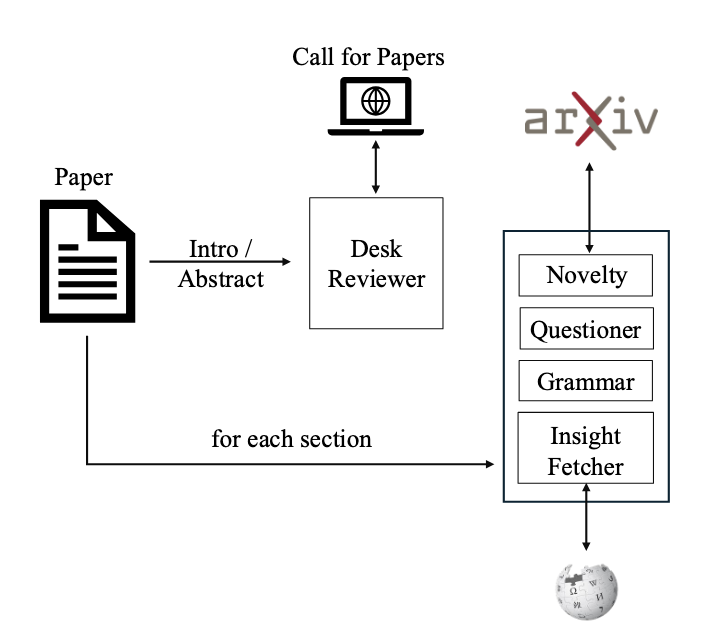 Call for Papers
arXiv
Paper
Intro /
Abstract
Desk
Reviewer
Novelty
Questioner
Grammar
Insight
Fetcher
for each section
Ω
W
И